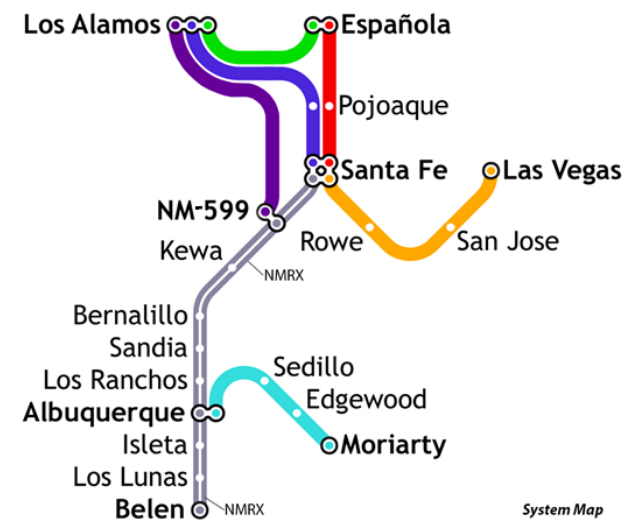 Los Alamos
Española
Pojoaque
Santa Fe
Las Vegas
NM-599
Rowe
San Jose
Kewa
NMRX
Bernalillo
Sandia
Los Ranchos
Sedillo
Edgewood
Albuquerque
Isleta
Moriarty
Los Lunas
Belen
NMRX
System Map